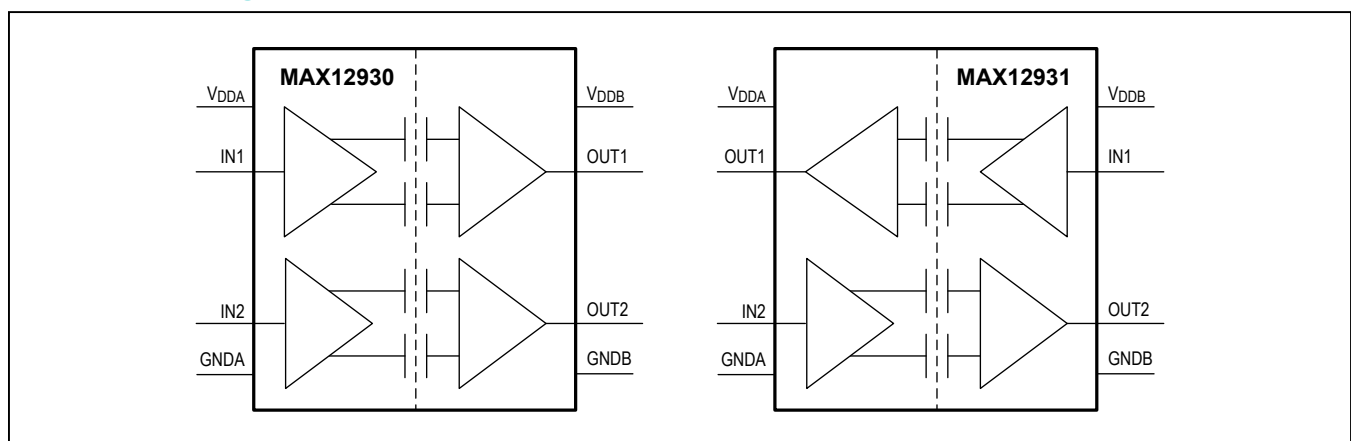 MAX12930
VDDA
VDDB
IN1
OUT1
IN2
OUT2
GNDA
GNDB
MAX12931
VDDA
VDDB
OUT1
IN1
IN2
OUT2
GNDA
GNDB